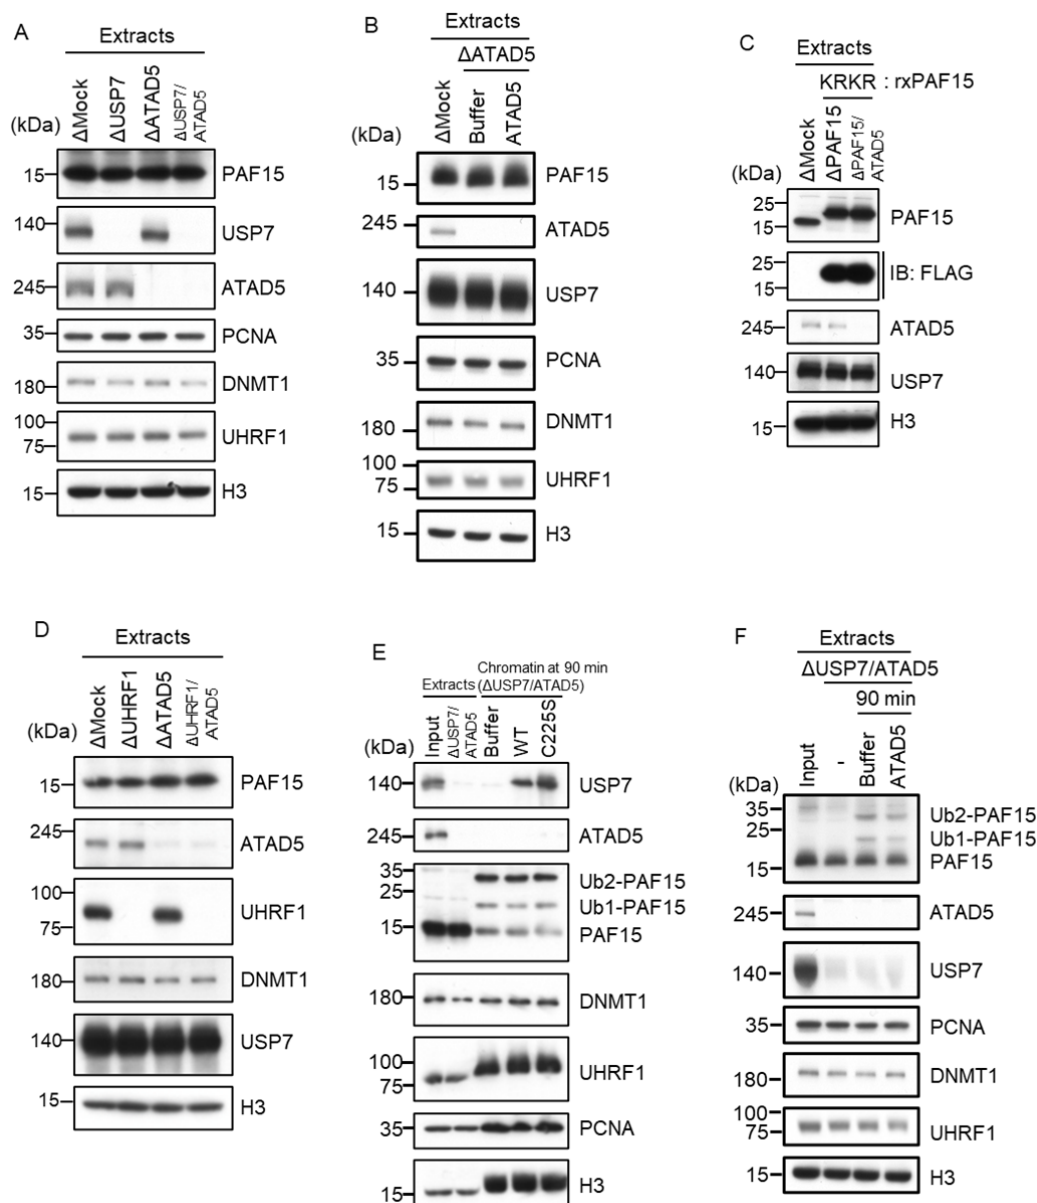 A
Extracts
ΔMock
ΔUSP7
ΔATAD5
ΔUSP7/
ATAD5
(kDa)
15
PAF15
140
USP7
245
ATAD5
35
PCNA
180
DNMT1
100
75
UHRF1
15
H3
B
Extracts
ΔATAD5
ΔMock
Buffer
ATAD5
(kDa)
15
PAF15
245
ATAD5
140
USP7
35
PCNA
180
DNMT1
100
75
UHRF1
15
H3
C
Extracts
KRKR : rxPAF15
ΔMock
ΔPAF15
ΔPAF15/
ATAD5
(kDa)
25
15
PAF15
25
15
IB: FLAG
245
ATAD5
140
USP7
15
H3
D
Extracts
ΔMock
ΔUHRF1
ΔATAD5
ΔUHRF1/
ATAD5
(kDa)
15
PAF15
245
ATAD5
100
75
UHRF1
180
DNMT1
140
USP7
15
H3
E
Chromatin at 90 min
Extracts (ΔUSP7/ATAD5)
Input
ΔUSP7/
ATAD5
Buffer
WT
C225S
(kDa)
140
USP7
245
ATAD5
35
25
15
Ub2-PAF15
Ub1-PAF15
PAF15
180
DNMT1
100
75
UHRF1
35
PCNA
15
H3
F
Extracts
ΔUSP7/ATAD5
90 min
Input
-
Buffer
ATAD5
(kDa)
35
25
15
Ub2-PAF15
Ub1-PAF15
PAF15
245
ATAD5
140
USP7
35
PCNA
180
DNMT1
100
75
UHRF1
15
H3